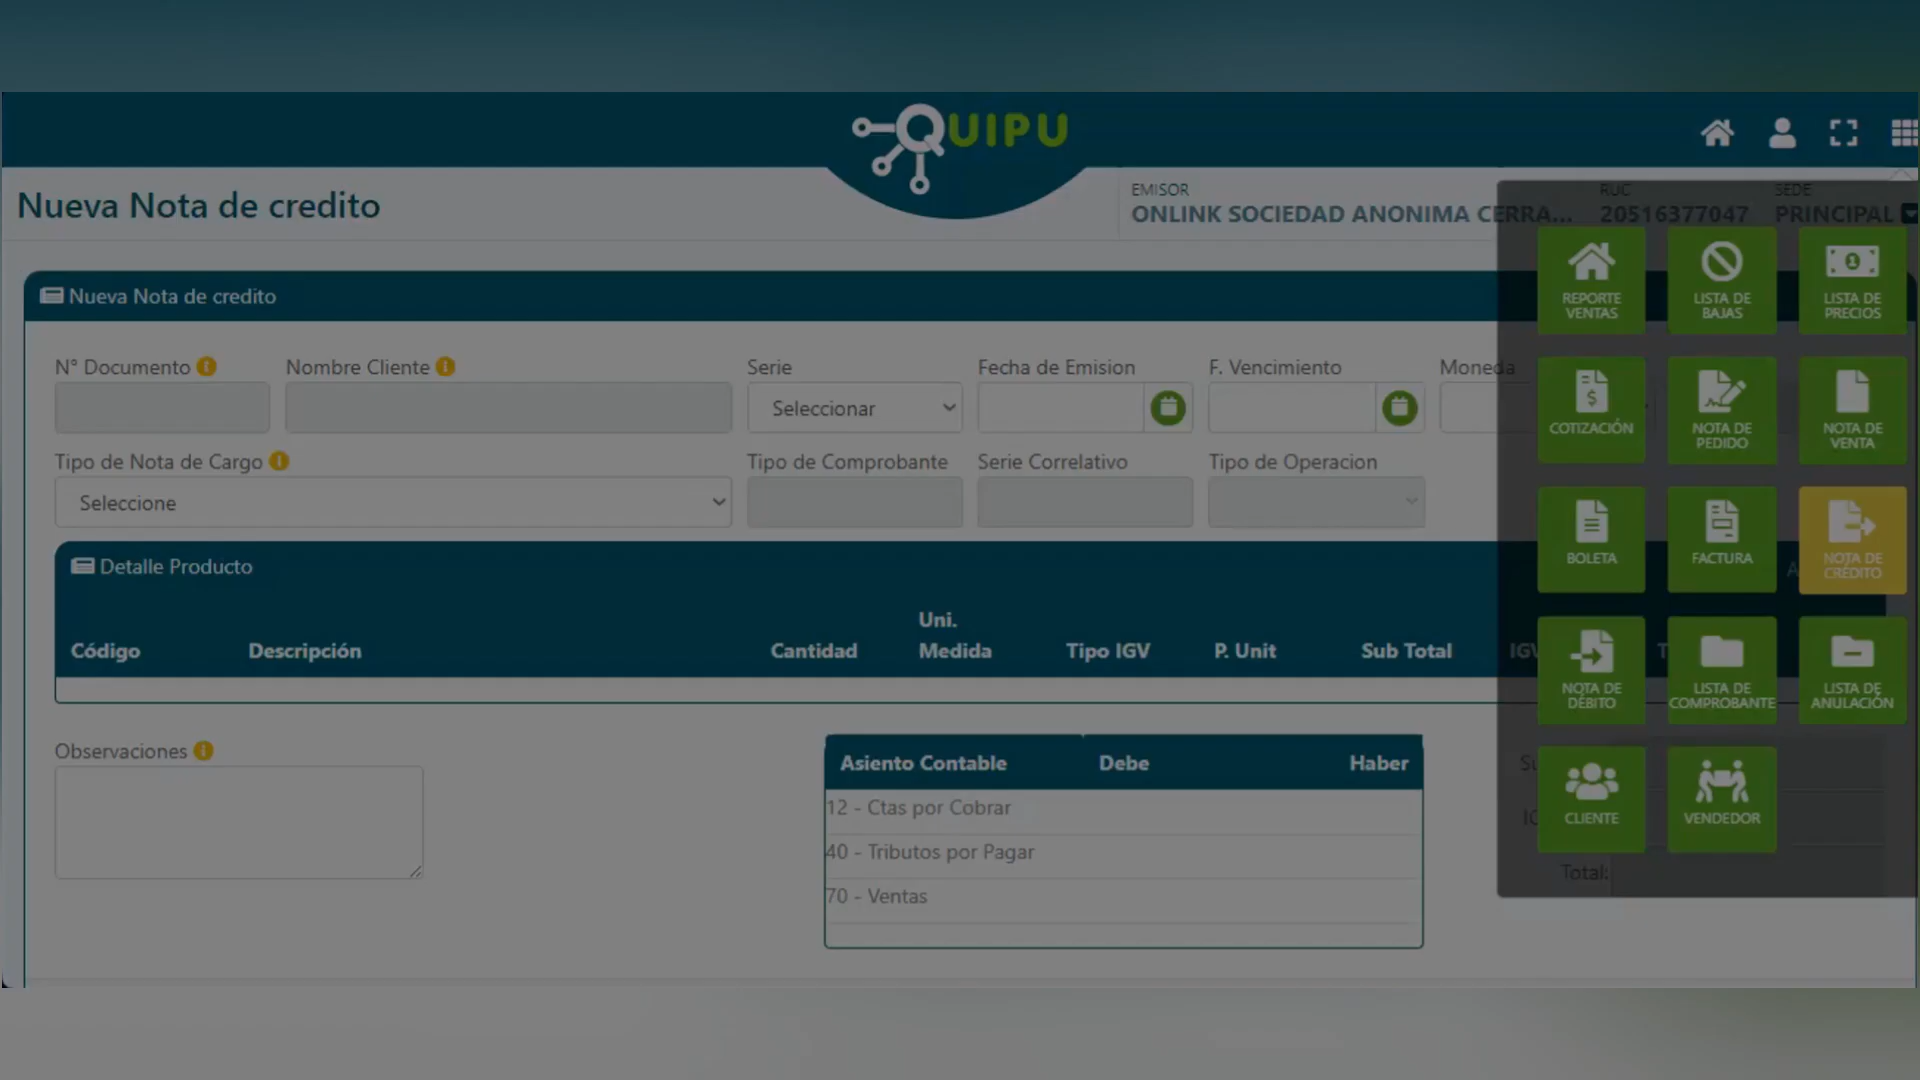 QUIPU
Nueva Nota de credito
EMISOR
ONLINK SOCIEDAD ANONIMA CERRA...
RUC
20516377047
SEDE
PRINCIPAL
Nueva Nota de credito
N° Documento
Nombre Cliente
Serie
Fecha de Emision
F. Vencimiento
Moneda
Seleccionar
Tipo de Nota de Cargo
Tipo de Comprobante
Serie Correlativo
Tipo de Operacion
Seleccione
Detalle Producto
Código
Descripción
Cantidad
Uni.
Medida
Tipo IGV
P. Unit
Sub Total
IGV
Observaciones
Asiento Contable
Debe
Haber
12 - Ctas por Cobrar
40 - Tributos por Pagar
70 - Ventas
Total:
REPORTE
VENTAS
LISTA DE
BAJAS
LISTA DE
PRECIOS
COTIZACIÓN
NOTA DE
PEDIDO
NOTA DE
VENTA
BOLETA
FACTURA
NOTA DE
CRÉDITO
NOTA DE
DÉBITO
LISTA DE
COMPROBANTE
LISTA DE
ANULACIÓN
CLIENTE
VENDEDOR